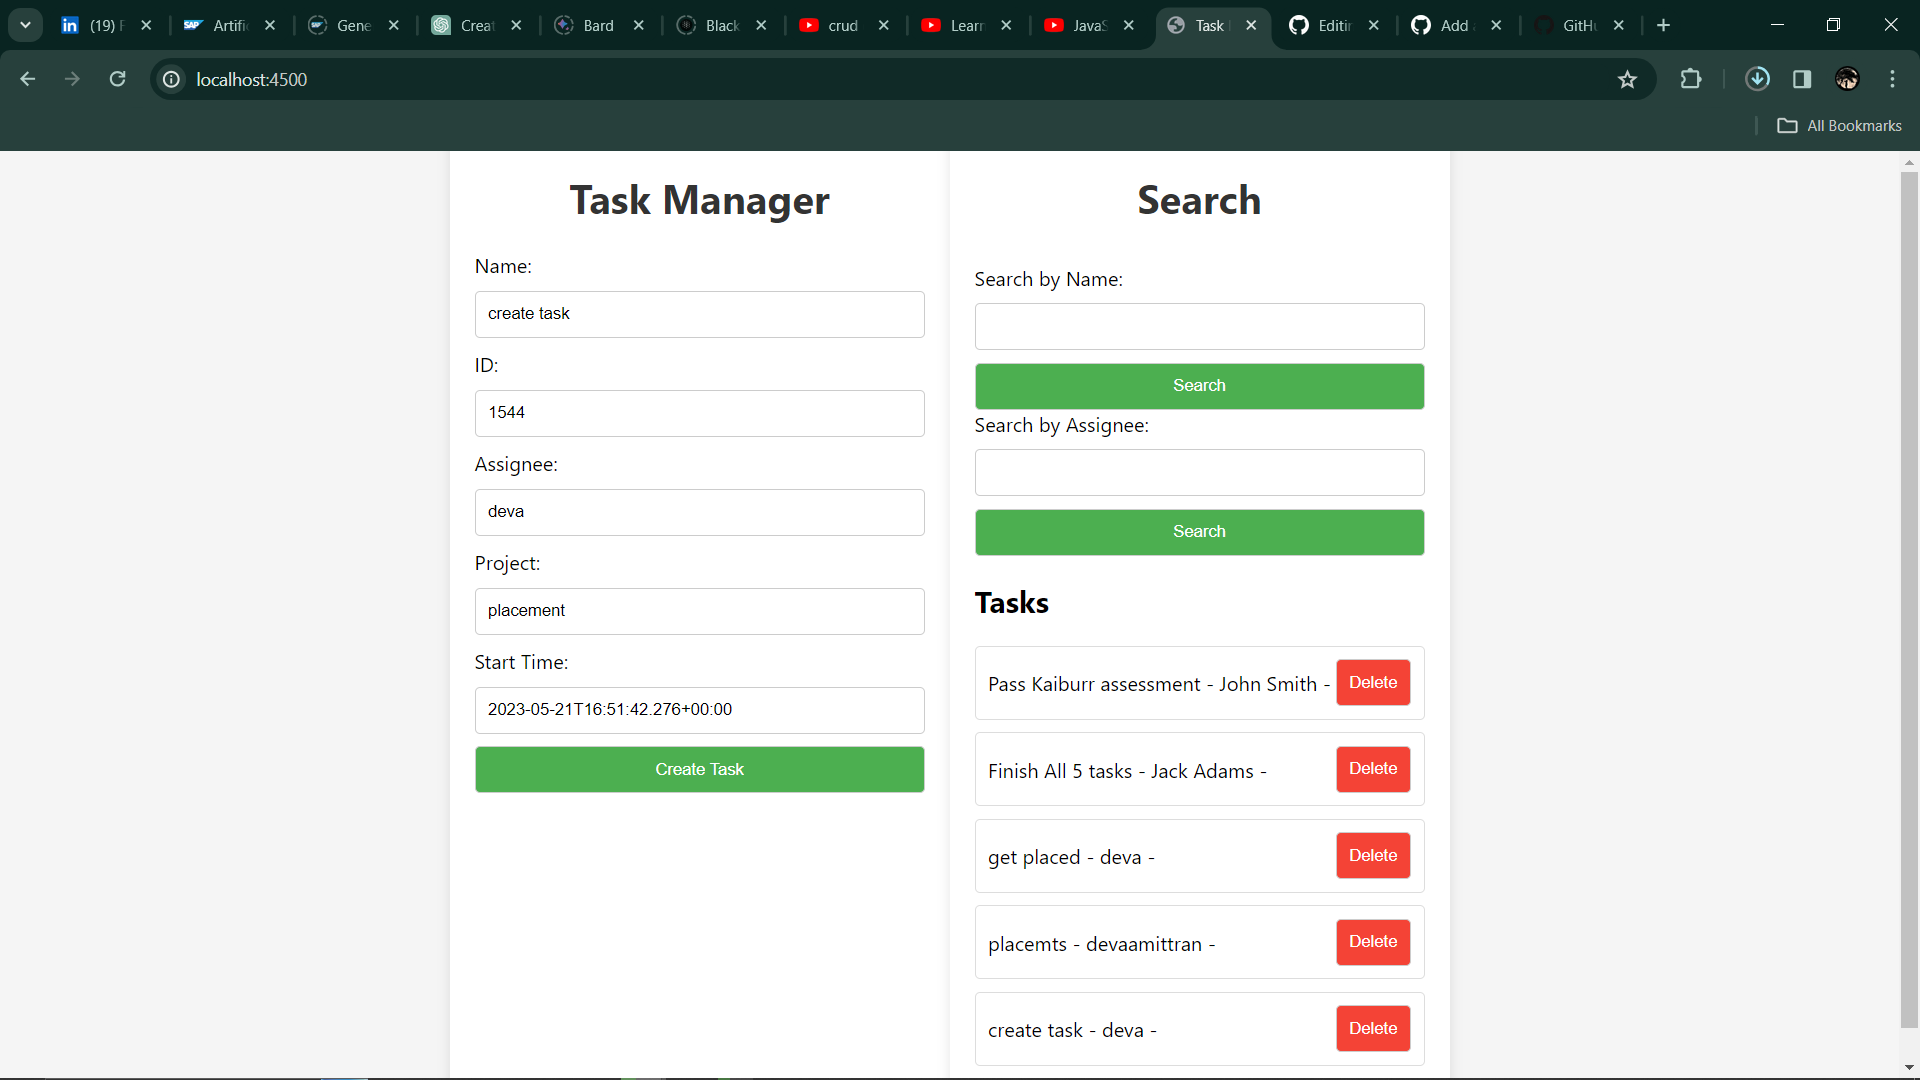 (19) F
Artific
Gene
Creat
Bard
Black
crud
Learn
JavaS
Task
Editin
Add a
GitHu
localhost:4500
All Bookmarks
Task Manager
Name:
create task
ID:
1544
Assignee:
deva
Project:
placement
Start Time:
2023-05-21T16:51:42.276+00:00
Create Task
Search
Search by Name:
Search
Search by Assignee:
Search
Tasks
Pass Kaiburr assessment - John Smith -
Delete
Finish All 5 tasks - Jack Adams -
Delete
get placed - deva -
Delete
placemts - devaamittran -
Delete
create task - deva -
Delete